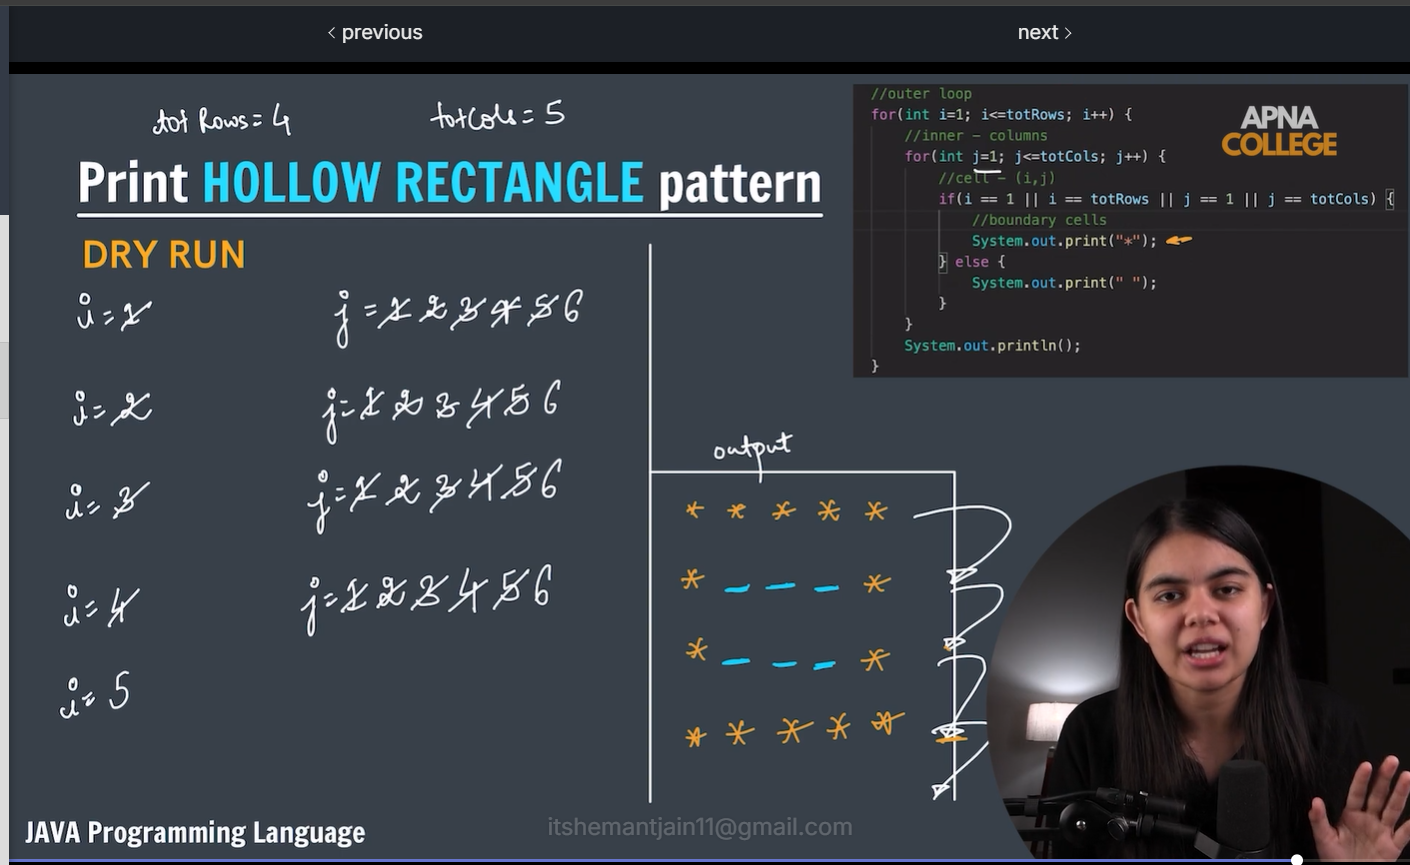 < previous
next >
tot Rows = 4
totCols = 5
Print HOLLOW RECTANGLE pattern
DRY RUN
i = 1
j = 1 2 3 4 5 6
i = 2
j = 1 2 3 4 5 6
i = 3
j = 1 2 3 4 5 6
i = 4
j = 1 2 3 4 5 6
i = 5
//outer loop
for(int i=1; i<=totRows; i++) {
//inner - columns
for(int j=1; j<=totCols; j++) {
//cell - (i,j)
if(i == 1 || i == totRows || j == 1 || j == totCols) {
//boundary cells
System.out.print("*");
} else {
System.out.print(" ");
}
}
System.out.println();
}
APNA
COLLEGE
output
* * * * *
* _ _ _ *
* _ _ _ *
* * * * *
JAVA Programming Language
itshemantjain11@gmail.com